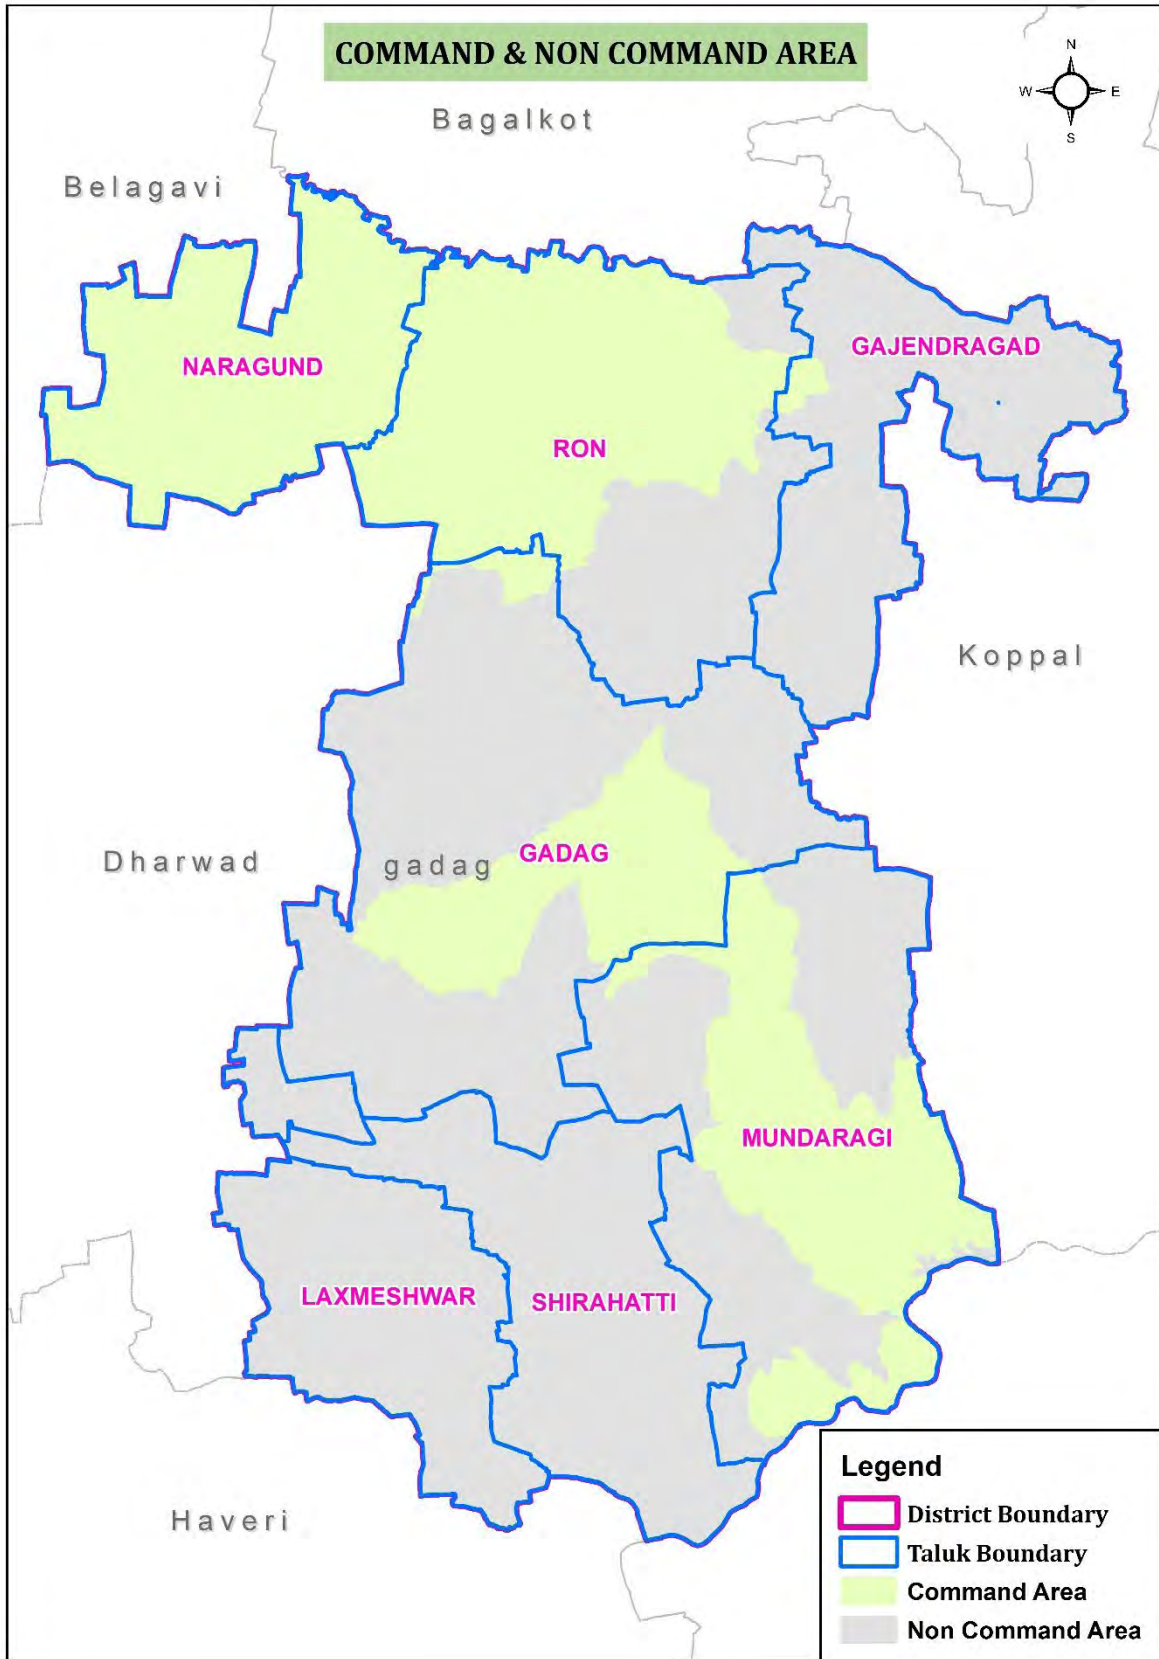 COMMAND & NON COMMAND AREA
N
W E
S
Bagalkot
Belagavi
NARAGUND
GAJENDRAGAD
RON
Koppal
Dharwad
gadag
GADAG
MUNDARAGI
LAXMESHWAR
SHIRAHATTI
Haveri
Legend
District Boundary
Taluk Boundary
Command Area
Non Command Area